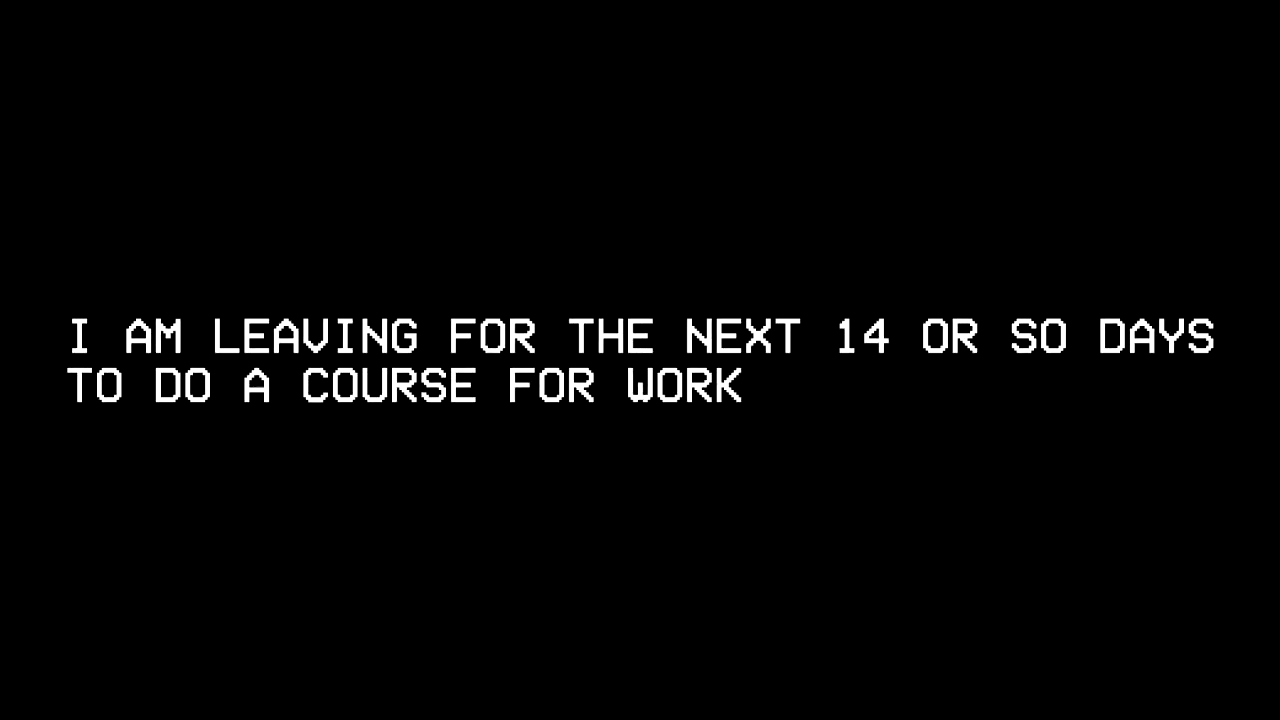 I AM LEAVING FOR THE NEXT 14 OR SO DAYS
TO DO A COURSE FOR WORK